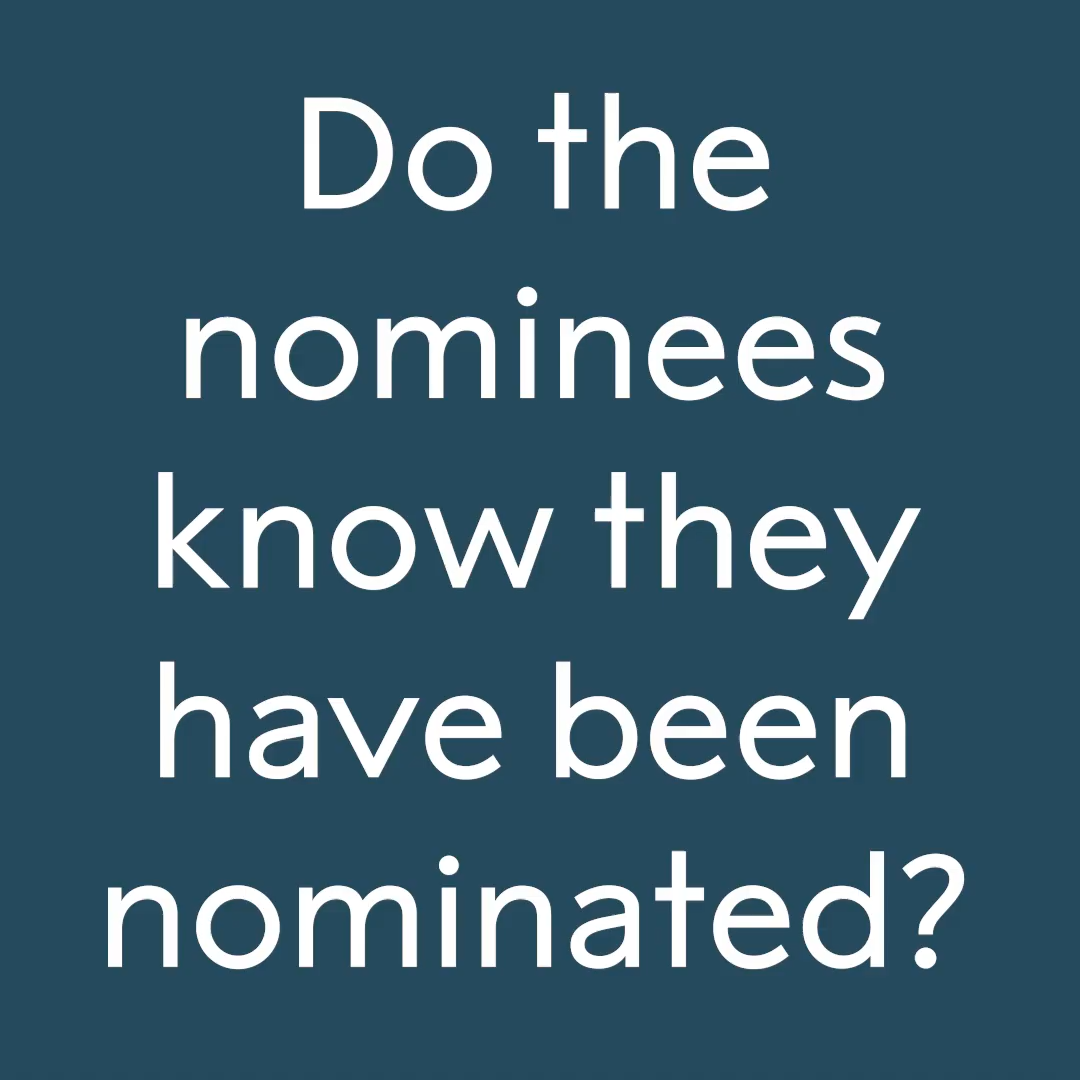 Do the
nominees
know they
have been
nominated?